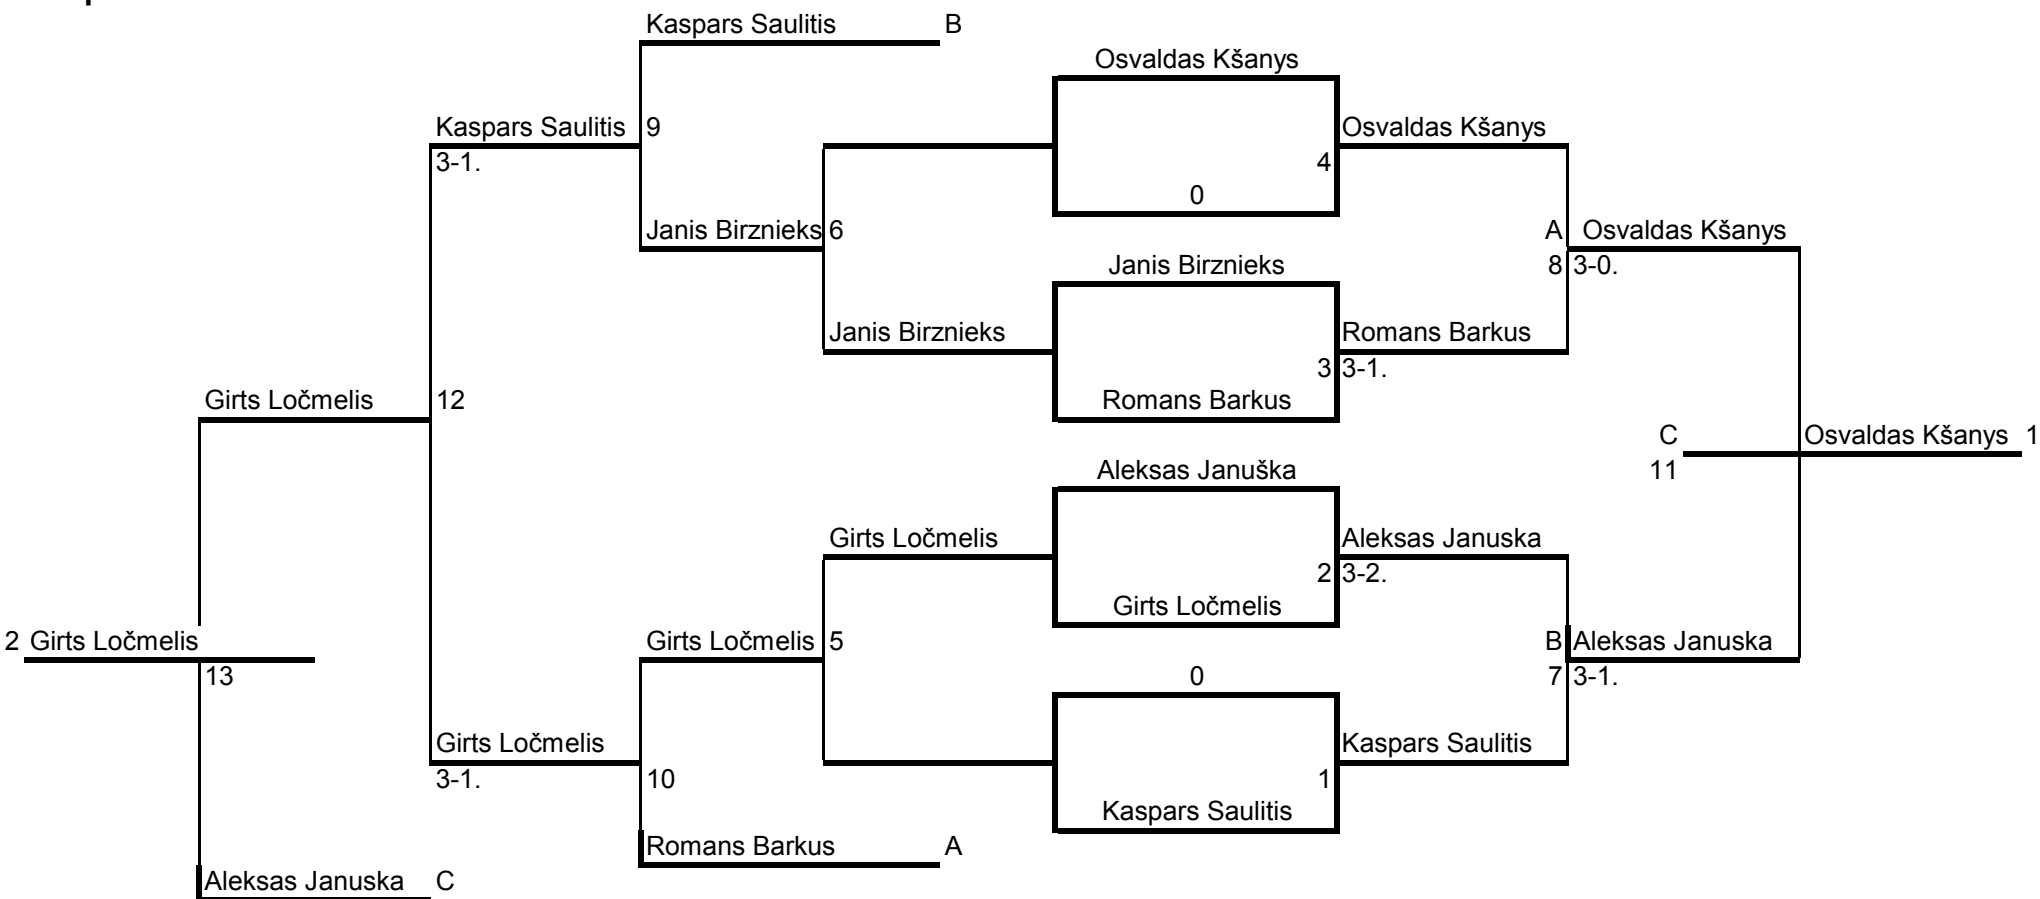 Kaspars Saulitis B
Osvaldas Kšanys
Kaspars Saulitis 9 Osvaldas Kšanys
3-1. 4
0
Janis Birznieks 6 A Osvaldas Kšanys
Janis Birznieks 8 3-0.
Janis Birznieks Romans Barkus
3 3-1.
Girts Ločmelis 12 Romans Barkus
C Osvaldas Kšanys 1
Aleksas Januška 11
Girts Ločmelis Aleksas Januska
2 3-2.
Girts Ločmelis
2 Girts Ločmelis Girts Ločmelis 5 B Aleksas Januska
13 0 7 3-1.
Girts Ločmelis Kaspars Saulitis
3-1. 10 1
Kaspars Saulitis
Romans Barkus A
Aleksas Januska C